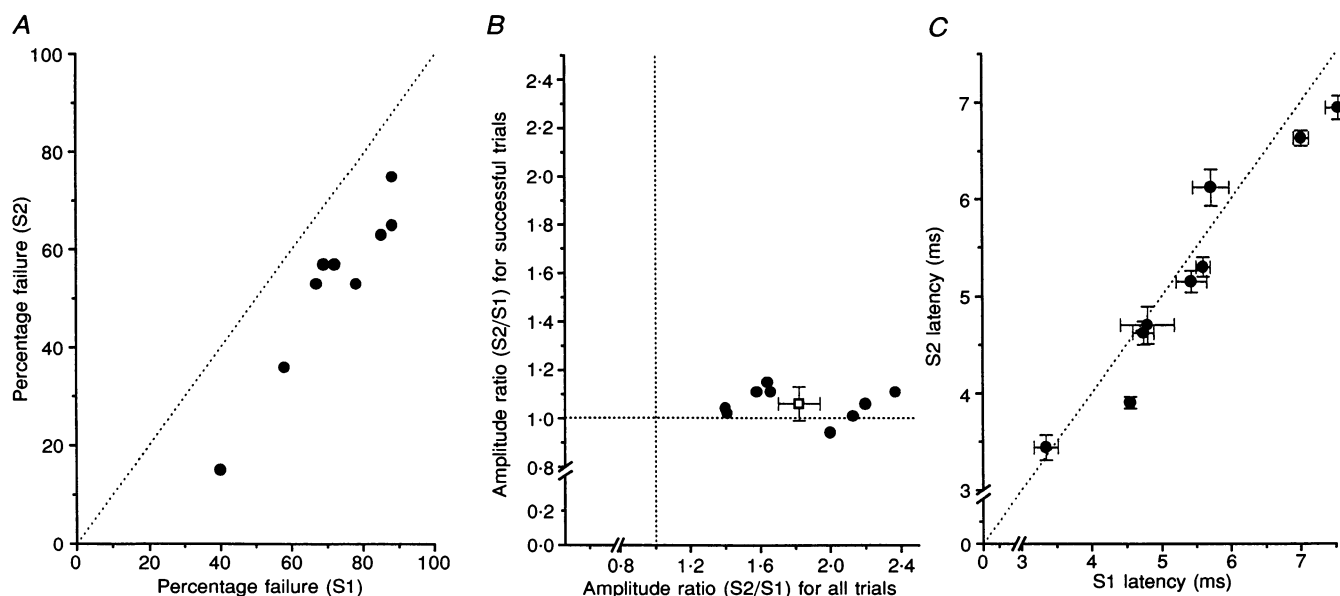 A
100
80
60
40
20
0
Percentage failure (S2)
0 20 40 60 80 100
Percentage failure (S1)
B
2·4
2·2
2·0
1·8
1·6
1·4
1·2
1·0
0·8
0·2
0·0
Amplitude ratio (S2/S1) for successful trials
0·8 1·2 1·6 2·0 2·4
Amplitude ratio (S2/S1) for all trials
C
7
6
5
4
3
0
S2 latency (ms)
0 3 4 5 6 7
S1 latency (ms)